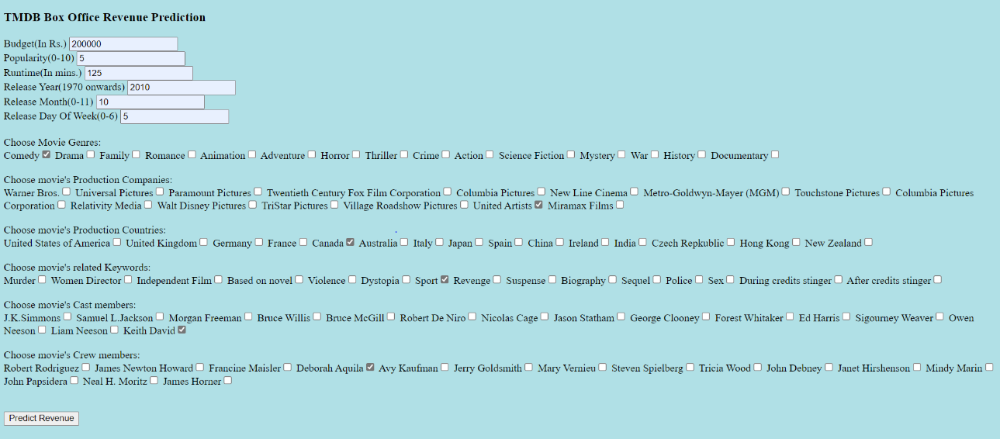 TMDB Box Office Revenue Prediction
Budget(In Rs.) 200000
Popularity(0-10) 5
Runtime(In mins.) 125
Release Year(1970 onwards) 2010
Release Month(0-11) 10
Release Day Of Week(0-6) 5
Choose Movie Genres:
Comedy Drama Family Romance Animation Adventure Horror Thriller Crime Action Science Fiction Mystery War History Documentary
Choose movie's Production Companies:
Warner Bros. Universal Pictures Paramount Pictures Twentieth Century Fox Film Corporation Columbia Pictures New Line Cinema Metro-Goldwyn-Mayer (MGM) Touchstone Pictures Columbia Pictures
Corporation Relativity Media Walt Disney Pictures TriStar Pictures Village Roadshow Pictures United Artists Miramax Films
Choose movie's Production Countries:
United States of America United Kingdom Germany France Canada Australia Italy Japan Spain China Ireland India Czech Repkublic Hong Kong New Zealand
Choose movie's related Keywords:
Murder Women Director Independent Film Based on novel Violence Dystopia Sport Revenge Suspense Biography Sequel Police Sex During credits stinger After credits stinger
Choose movie's Cast members:
J.K.Simmons Samuel L.Jackson Morgan Freeman Bruce Willis Bruce McGill Robert De Niro Nicolas Cage Jason Statham George Clooney Forest Whitaker Ed Harris Sigourney Weaver Owen
Neeson Liam Neeson Keith David
Choose movie's Crew members:
Robert Rodriguez James Newton Howard Francine Maisler Deborah Aquila Avy Kaufman Jerry Goldsmith Mary Vernieu Steven Spielberg Tricia Wood John Debney Janet Hirshenson Mindy Marin
John Papsidera Neal H. Moritz James Horner
Predict Revenue